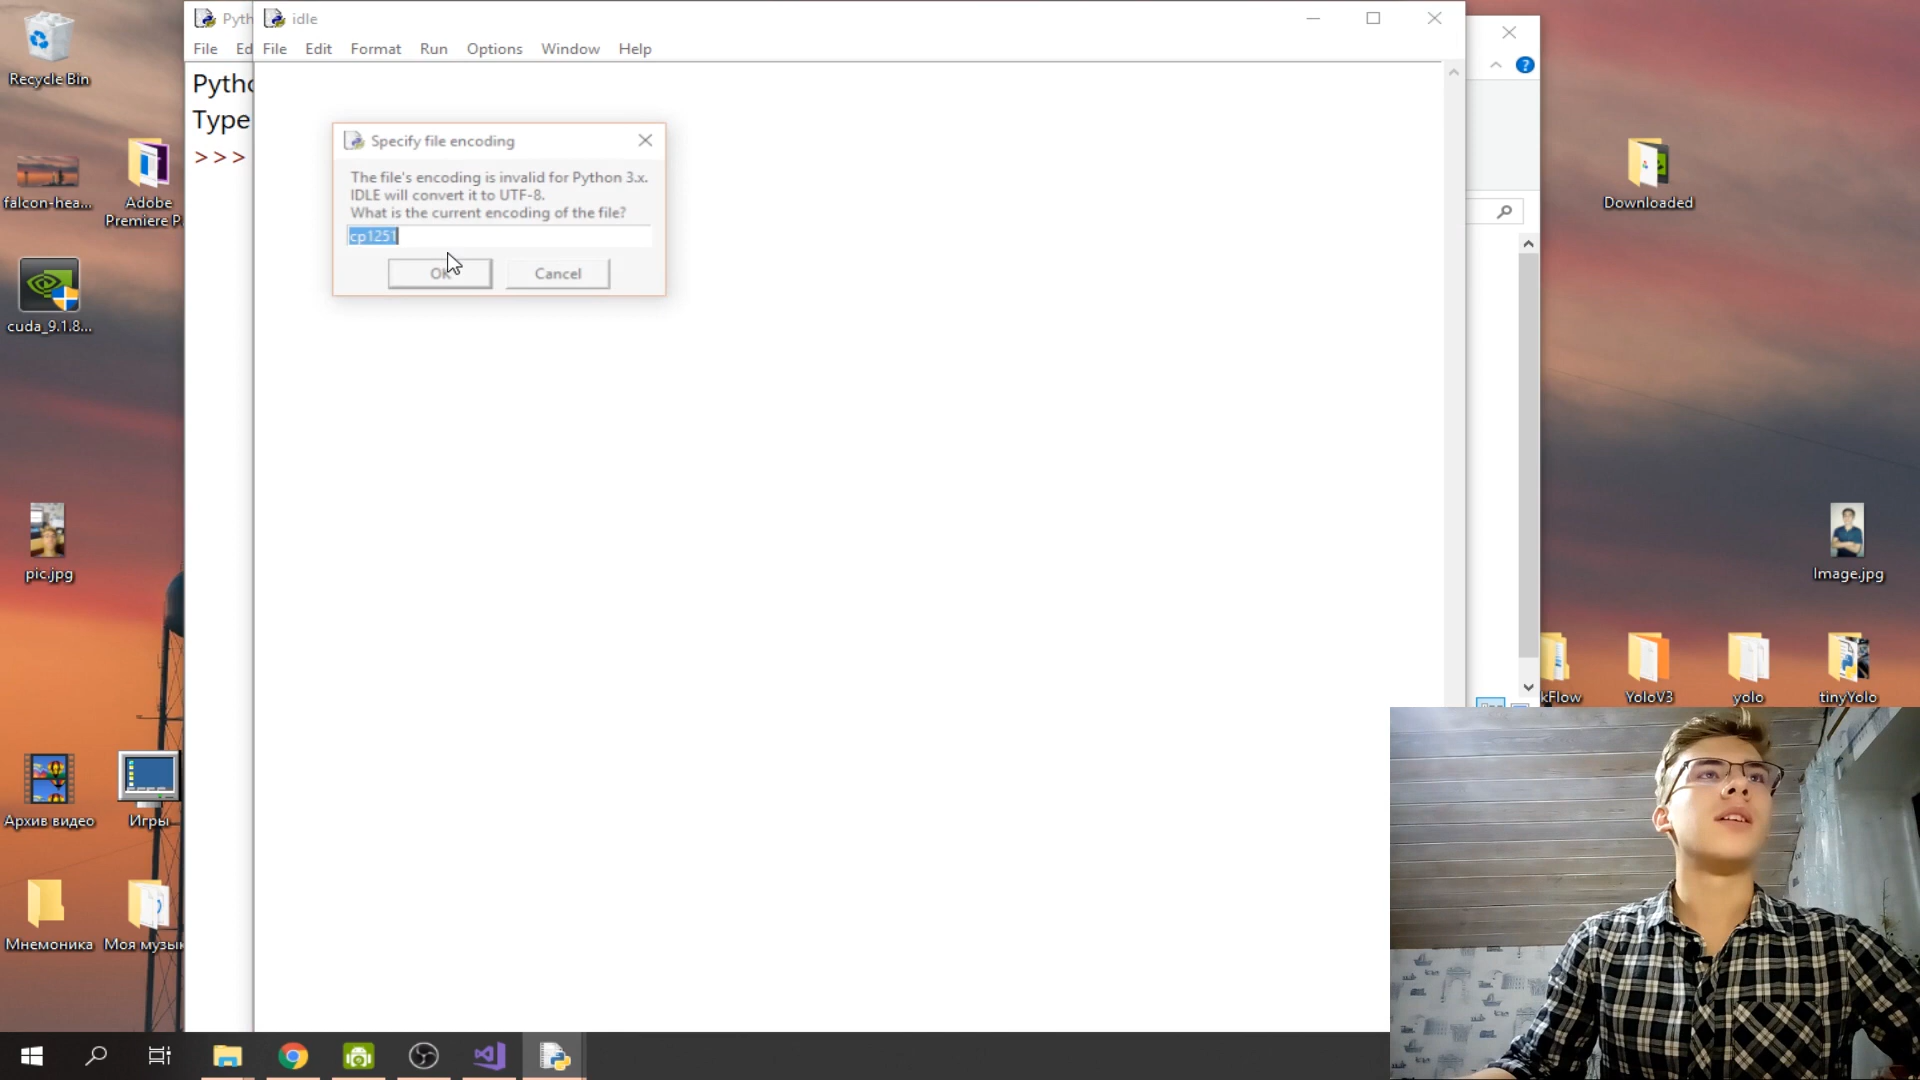 Recycle Bin
falcon-hea...
Adobe
Premiere P
cuda_9.1.8...
pic.jpg
Архив видео
Игры
Мнемоника
Моя музык
Pyth
File Ed
Pytho
Type
>>>
idle
File Edit Format Run Options Window Help
Specify file encoding
The file's encoding is invalid for Python 3.x.
IDLE will convert it to UTF-8.
What is the current encoding of the file?
cp1251
OK Cancel
Downloaded
Image.jpg
kFlow
YoloV3
yolo
tinyYolo